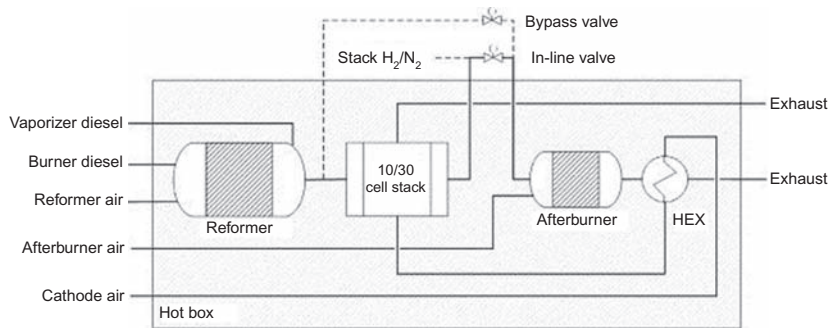 Bypass valve
Stack H₂/N₂
In-line valve
Exhaust
Vaporizer diesel
Burner diesel
10/30
cell stack
Exhaust
Reformer air
Reformer
Afterburner
HEX
Afterburner air
Cathode air
Hot box